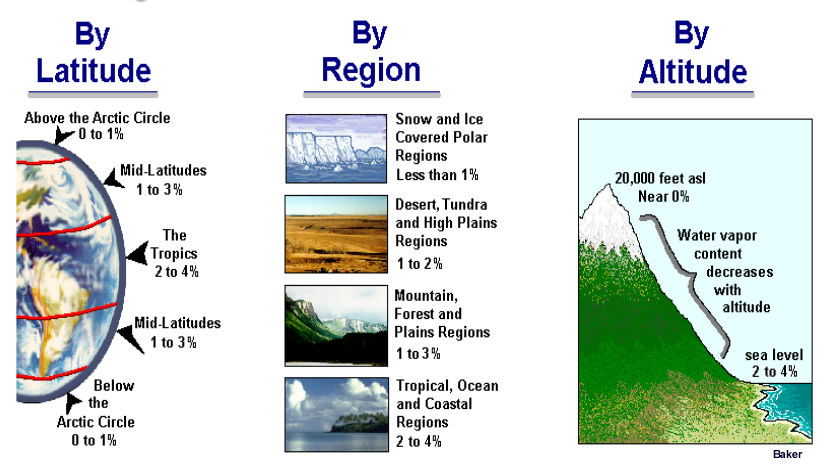 By
Latitude
Above the Arctic Circle
0 to 1%
Mid-Latitudes
1 to 3%
The
Tropics
2 to 4%
Mid-Latitudes
1 to 3%
Below
the
Arctic Circle
0 to 1%
By
Region
Snow and Ice
Covered Polar
Regions
Less than 1%
Desert, Tundra
and High Plains
Regions
1 to 2%
Mountain,
Forest and
Plains Regions
1 to 3%
Tropical, Ocean
and Coastal
Regions
2 to 4%
By
Altitude
20,000 feet asl
Near 0%
Water vapor
content
decreases
with
altitude
sea level
2 to 4%
Baker